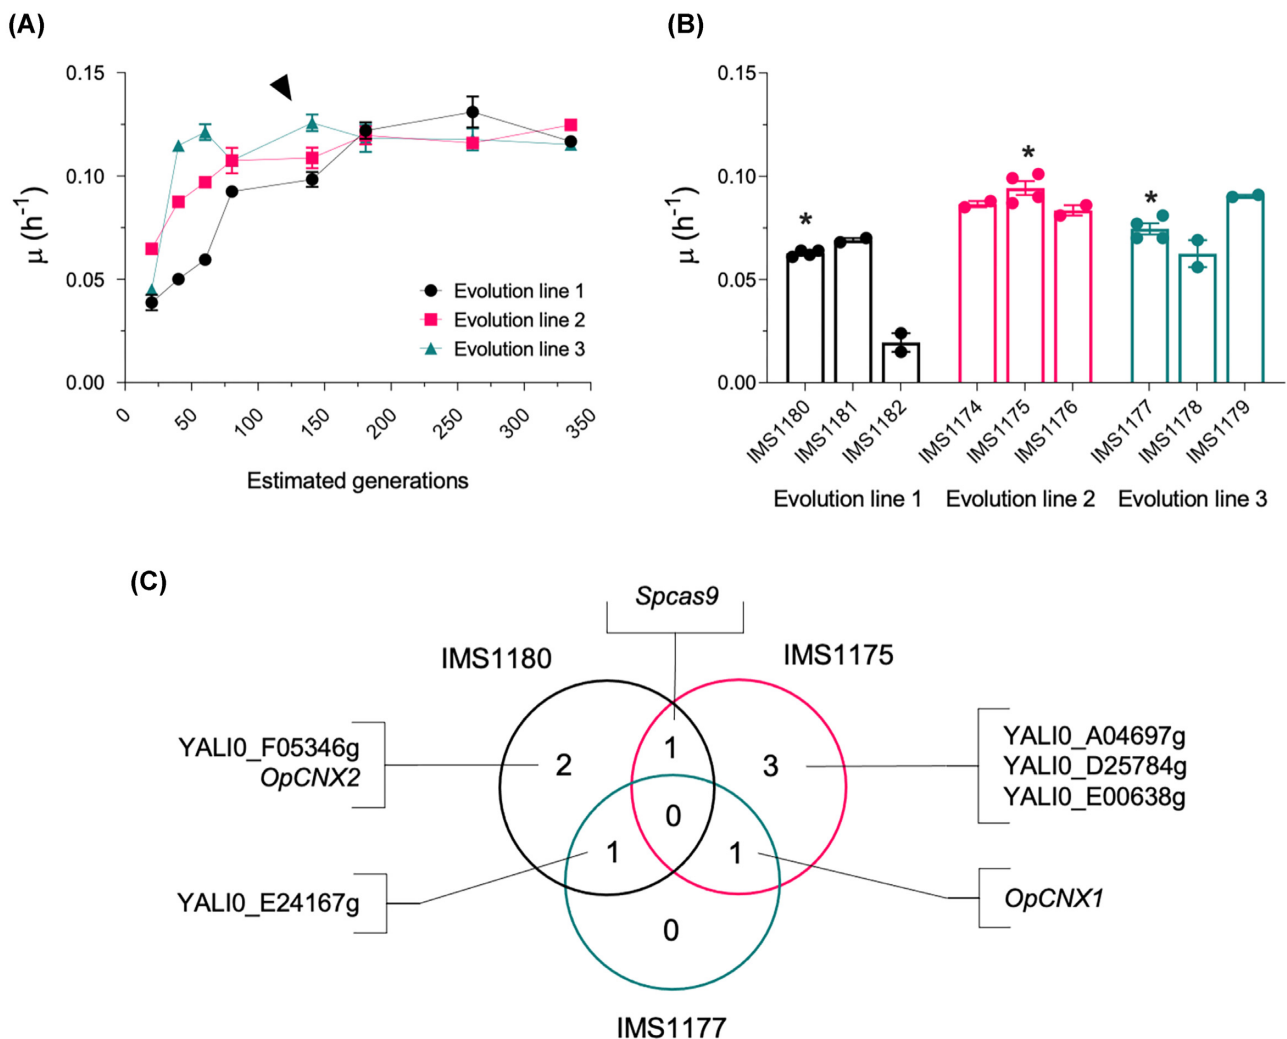 (A)
0.15
0.10
0.05
0.00
μ (h⁻¹)
0
50
100
150
200
250
300
350
Estimated generations
Evolution line 1
Evolution line 2
Evolution line 3
(B)
0.15
0.10
0.05
0.00
μ (h⁻¹)
*
*
*
IMS1180
IMS1181
IMS1182
IMS1174
IMS1175
IMS1176
IMS1177
IMS1178
IMS1179
Evolution line 1 Evolution line 2 Evolution line 3
(C)
Spcas9
IMS1180
IMS1175
YALI0_F05346g
OpCNX2
2
1
3
YALI0_A04697g
YALI0_D25784g
YALI0_E00638g
0
1
1
YALI0_E24167g
OpCNX1
0
IMS1177